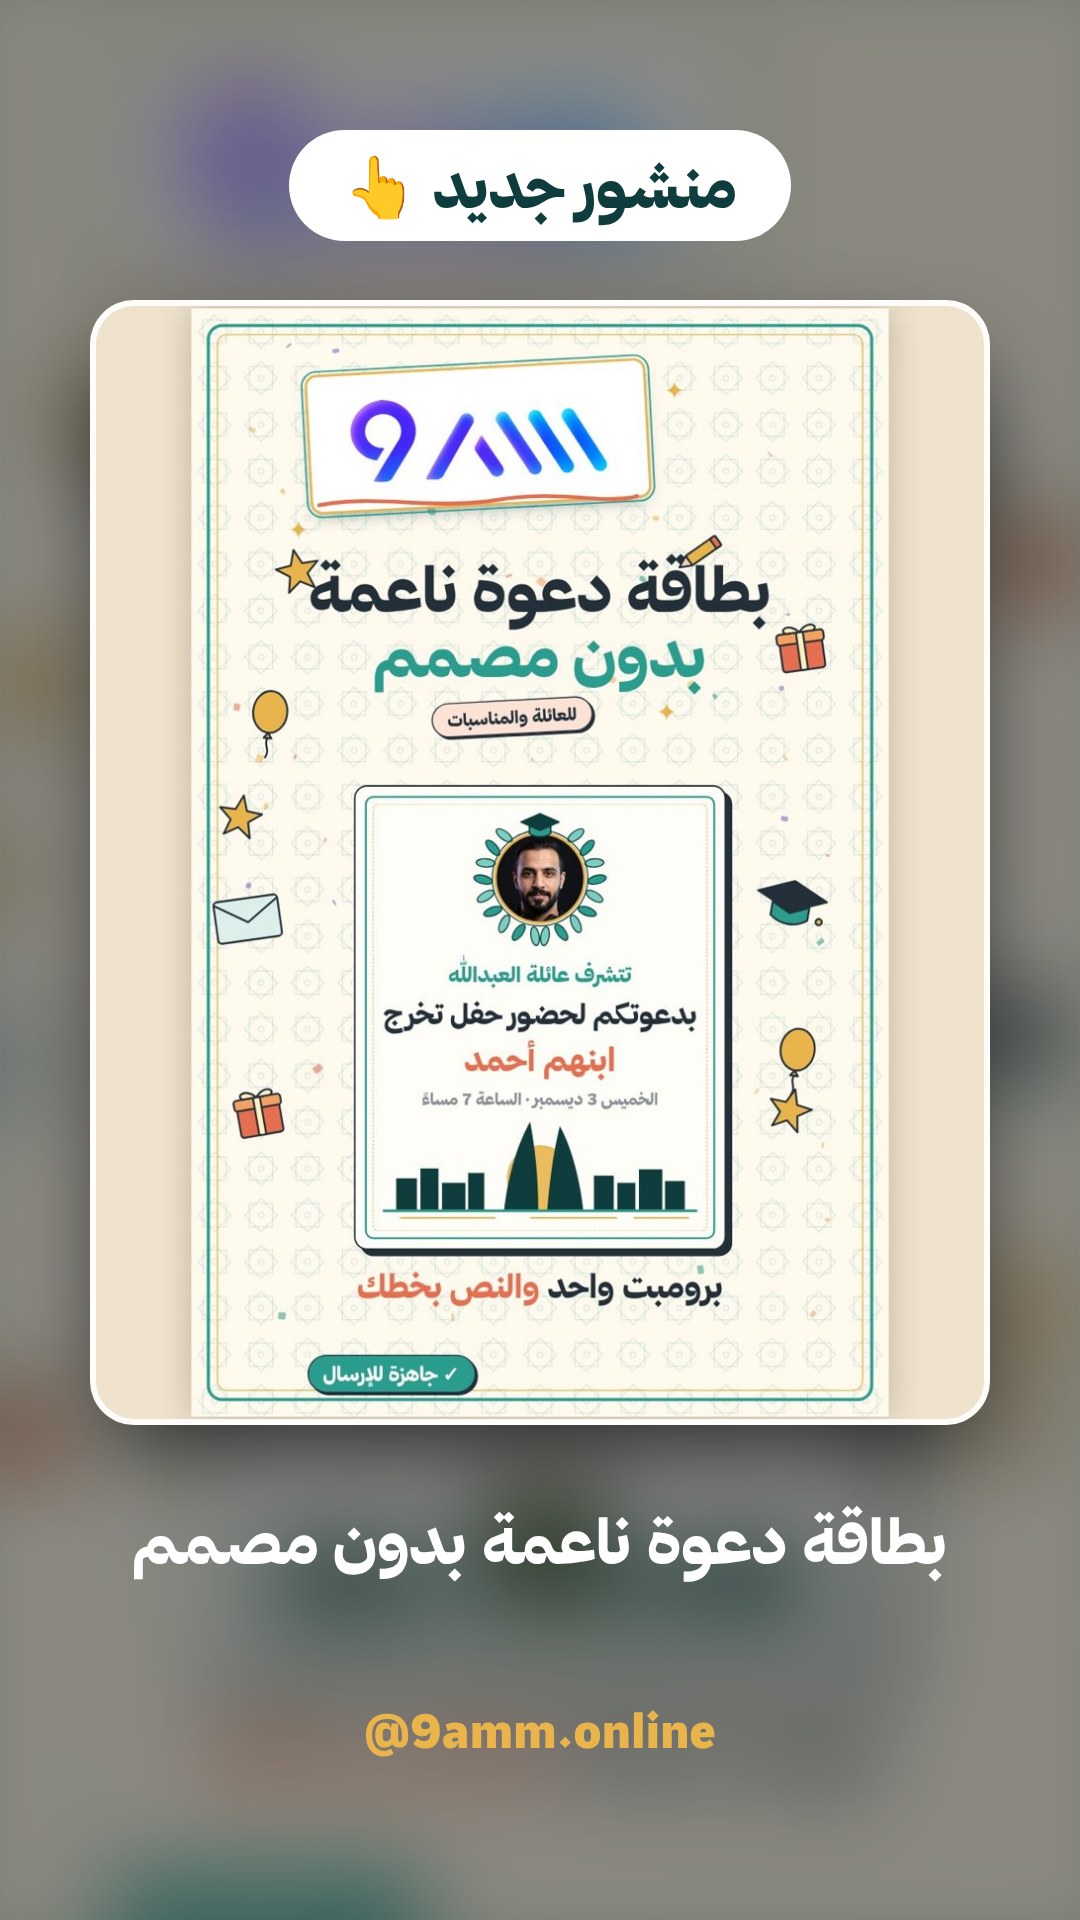 منشور جديد 👆
9AM
بطاقة دعوة ناعمة
بدون مصمم
للعائلة والمناسبات
تتشرف عائلة العبدالله
بدعوتكم لحضور حفل تخرج
ابنهم أحمد
الخميس 3 ديسمبر · الساعة 7 مساءً
برومبت واحد والنص بخطك
✓ جاهزة للإرسال
بطاقة دعوة ناعمة بدون مصمم
@9amm.online